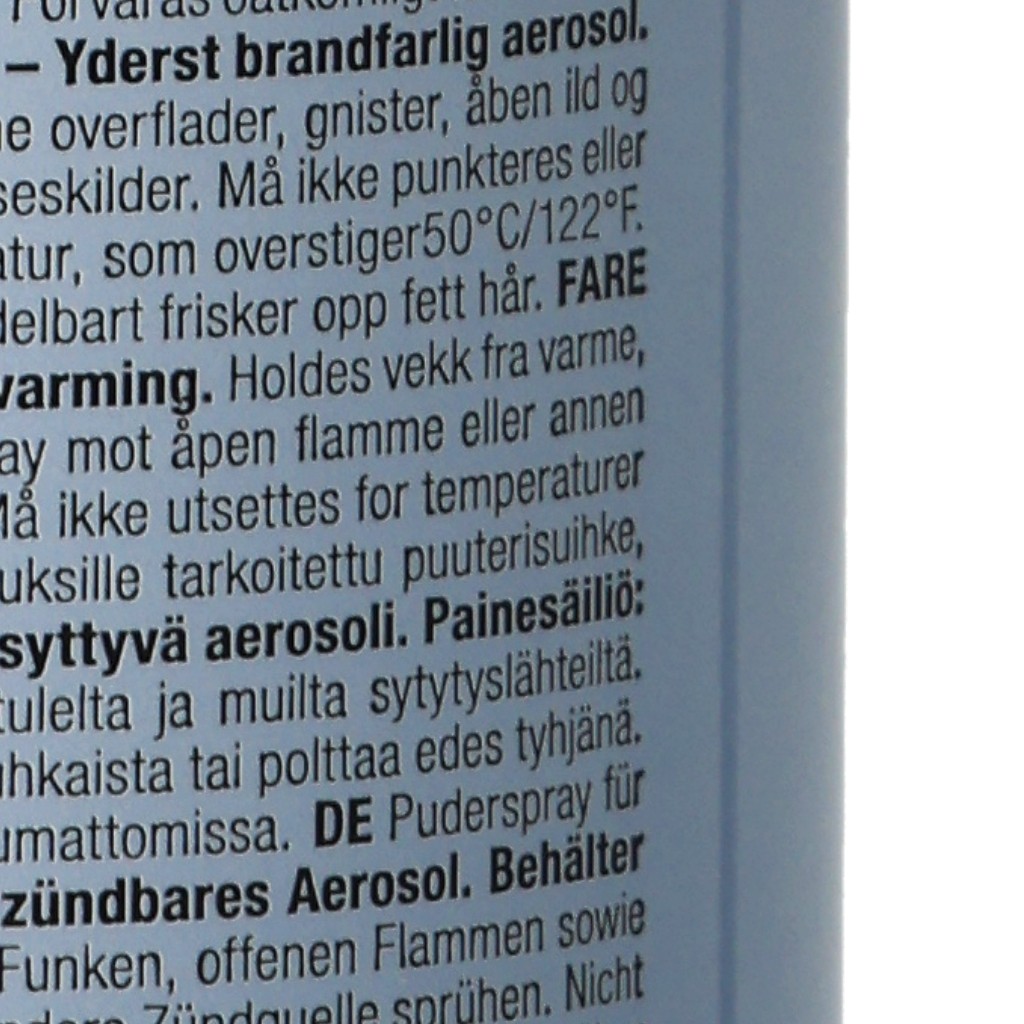 – Yderst brandfarlig aerosol.
overflader, gnister, åben ild og
seskilder. Må ikke punkteres eller
atur, som overstiger50°C/122°F.
delbart frisker opp fett hår. FARE
varming. Holdes vekk fra varme,
ay mot åpen flamme eller annen
Må ikke utsettes for temperaturer
uksille tarkoitettu puuterisuihke,
syttyvä aerosoli. Painesäiliö:
tulelta ja muilta sytytyslähteiltä.
uhkaista tai polttaa edes tyhjänä.
umattomissa. DE Puderspray für
zündbares Aerosol. Behälter
Funken, offenen Flammen sowie
Zündquelle sprühen. Nicht